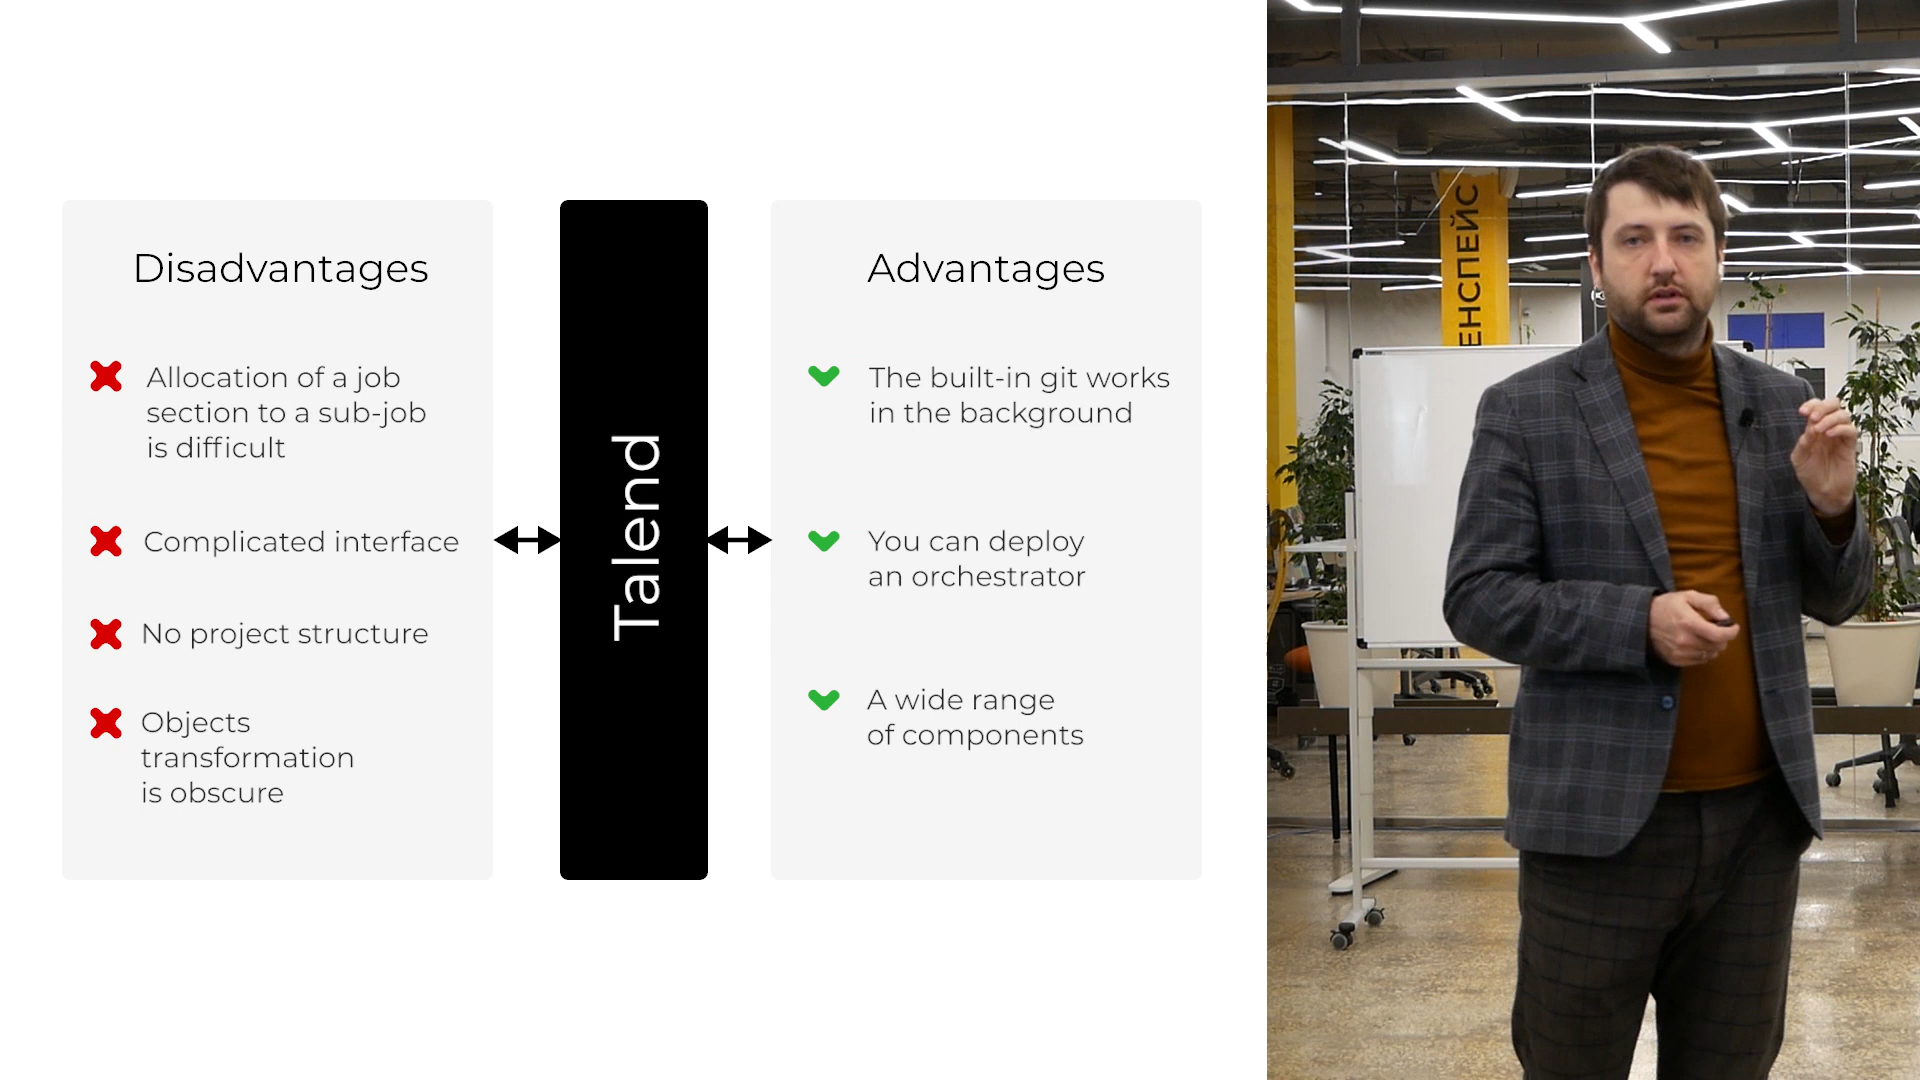 Disadvantages
Allocation of a job
section to a sub-job
is difficult
Complicated interface
No project structure
Objects
transformation
is obscure
Talend
Advantages
The built-in git works
in the background
You can deploy
an orchestrator
A wide range
of components
ЕНСПЕЙС